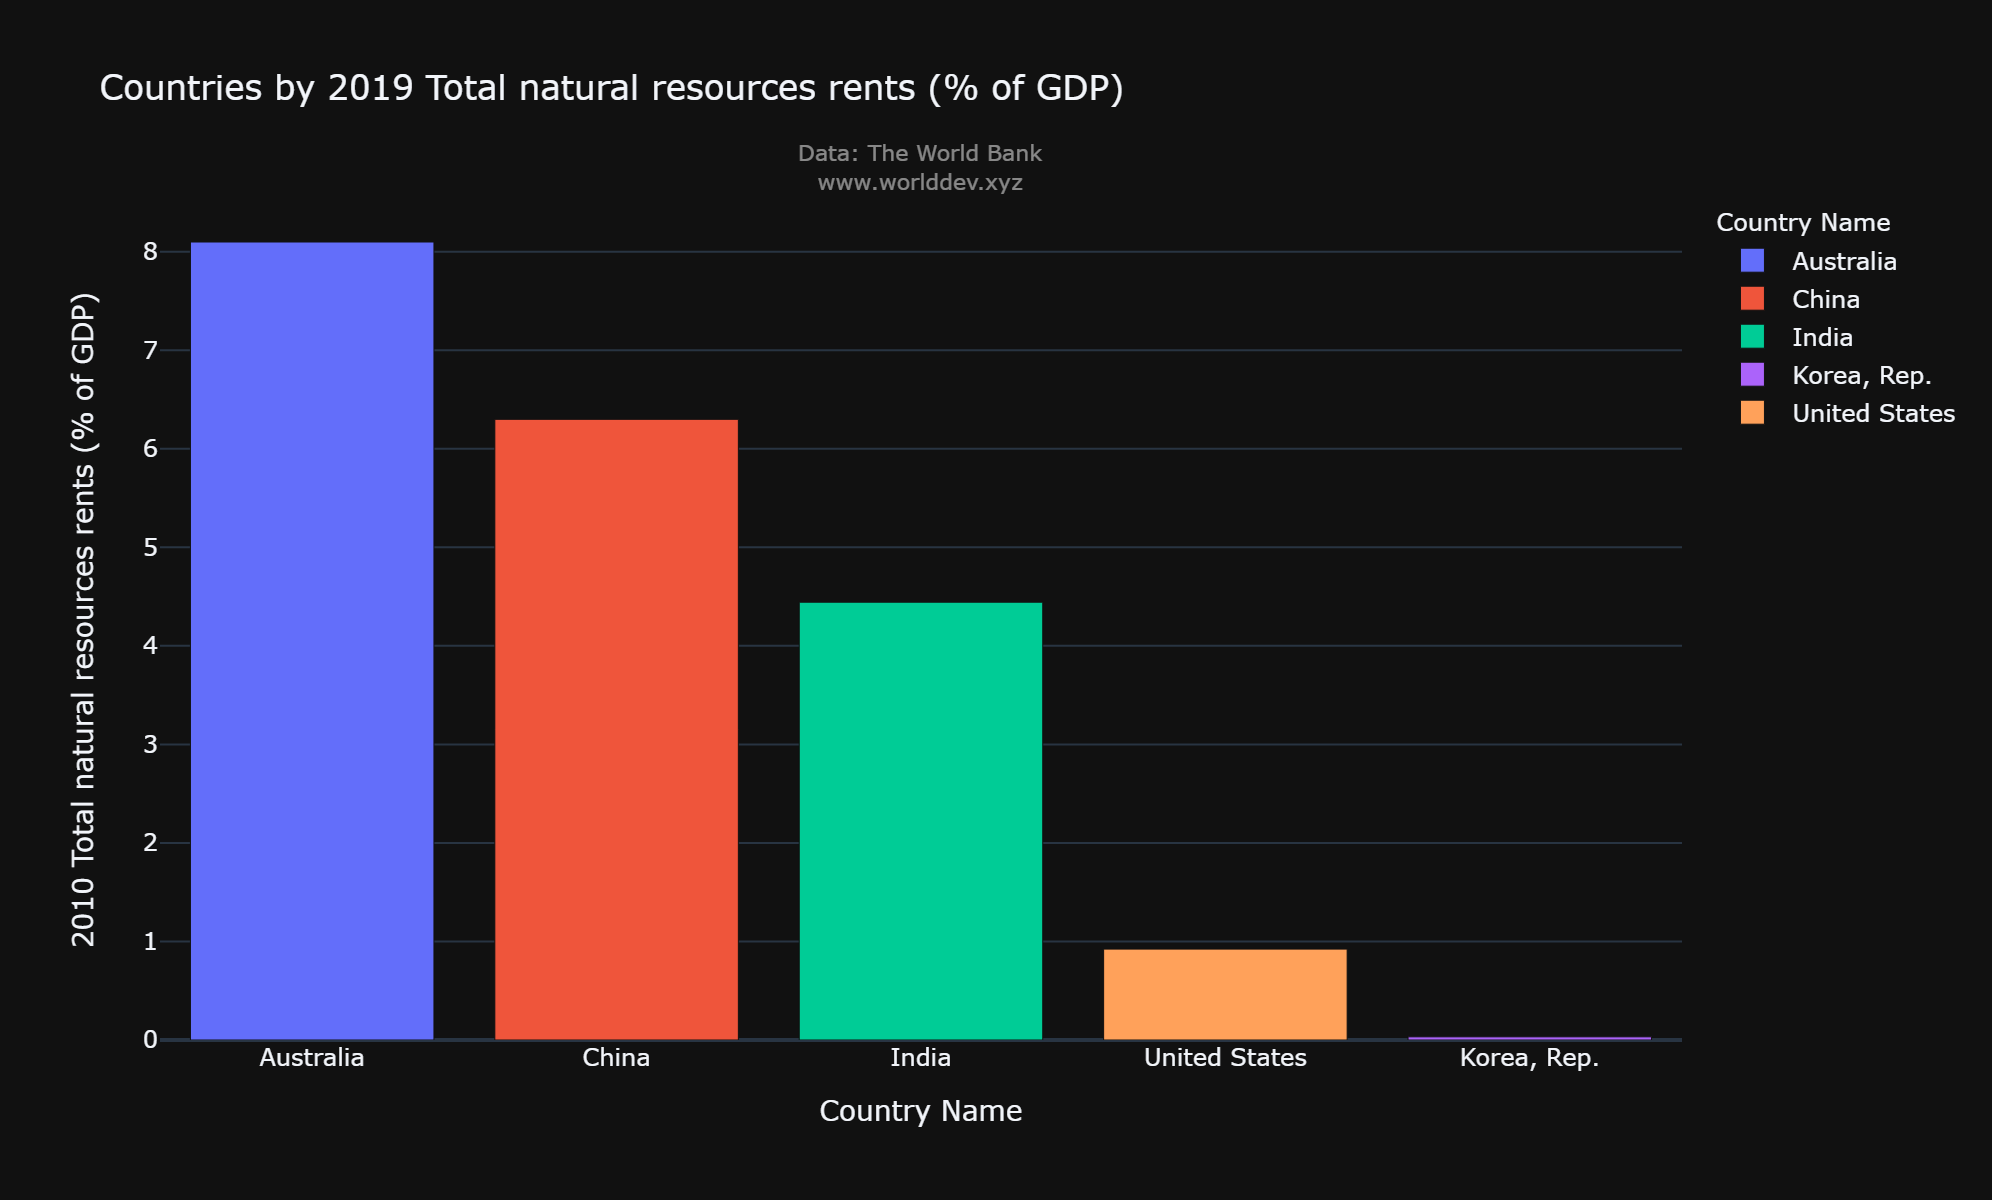 Countries by 2019 Total natural resources rents (% of GDP)
Data: The World Bank
www.worlddev.xyz
2010 Total natural resources rents (% of GDP)
8
7
6
5
4
3
2
1
0
Australia
China
India
United States
Korea, Rep.
Country Name
Country Name
Australia
China
India
Korea, Rep.
United States